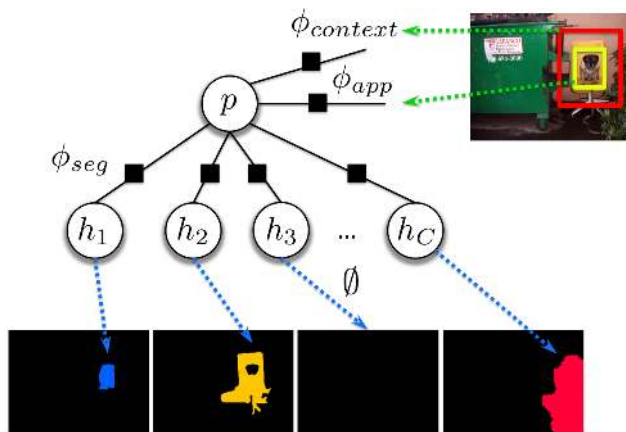 ϕ_context
ϕ_app
p
ϕ_seg
h_1
h_2
h_3
...
h_C
∅